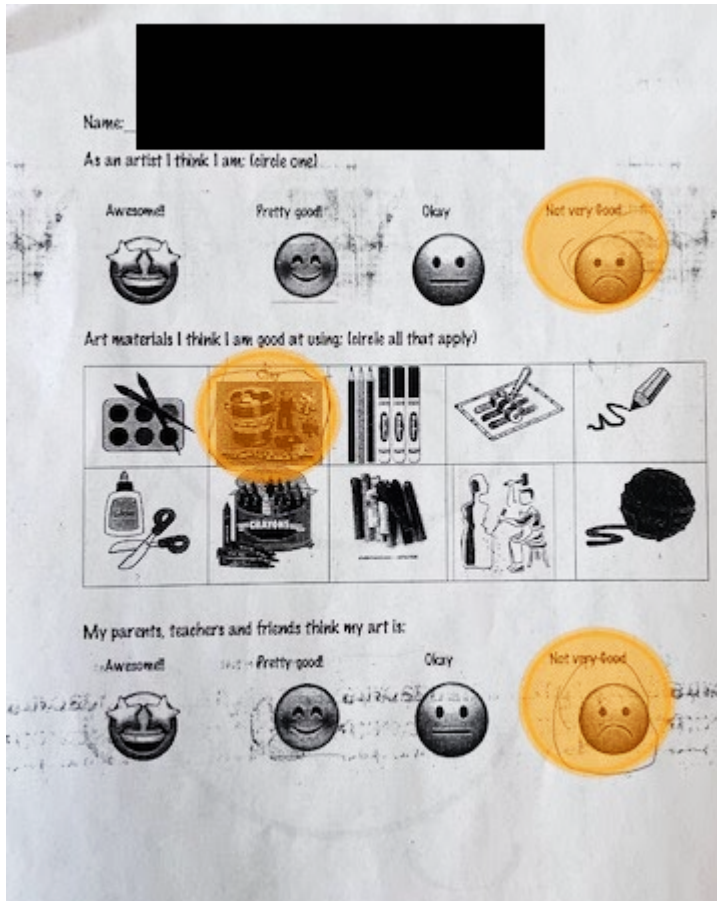 Name:
As an artist I think I am: (circle one)
Awesome!! Pretty good! Okay Not very Good
Art materials I think I am good at using: (circle all that apply)
Clay
CRAYONS
My parents, teachers and friends think my art is:
Awesome!! Pretty good! Okay Not very Good